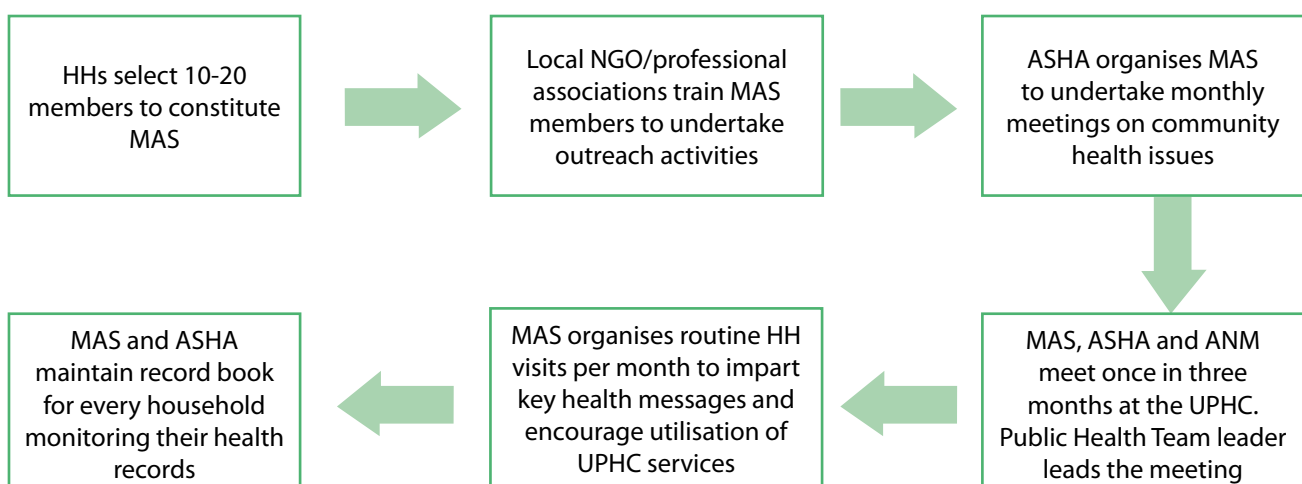 HHs select 10-20
members to constitute
MAS
Local NGO/professional
associations train MAS
members to undertake
outreach activities
ASHA organises MAS
to undertake monthly
meetings on community
health issues
MAS, ASHA and ANM
meet once in three
months at the UPHC.
Public Health Team leader
leads the meeting
MAS organises routine HH
visits per month to impart
key health messages and
encourage utilisation of
UPHC services
MAS and ASHA
maintain record book
for every household
monitoring their health
records